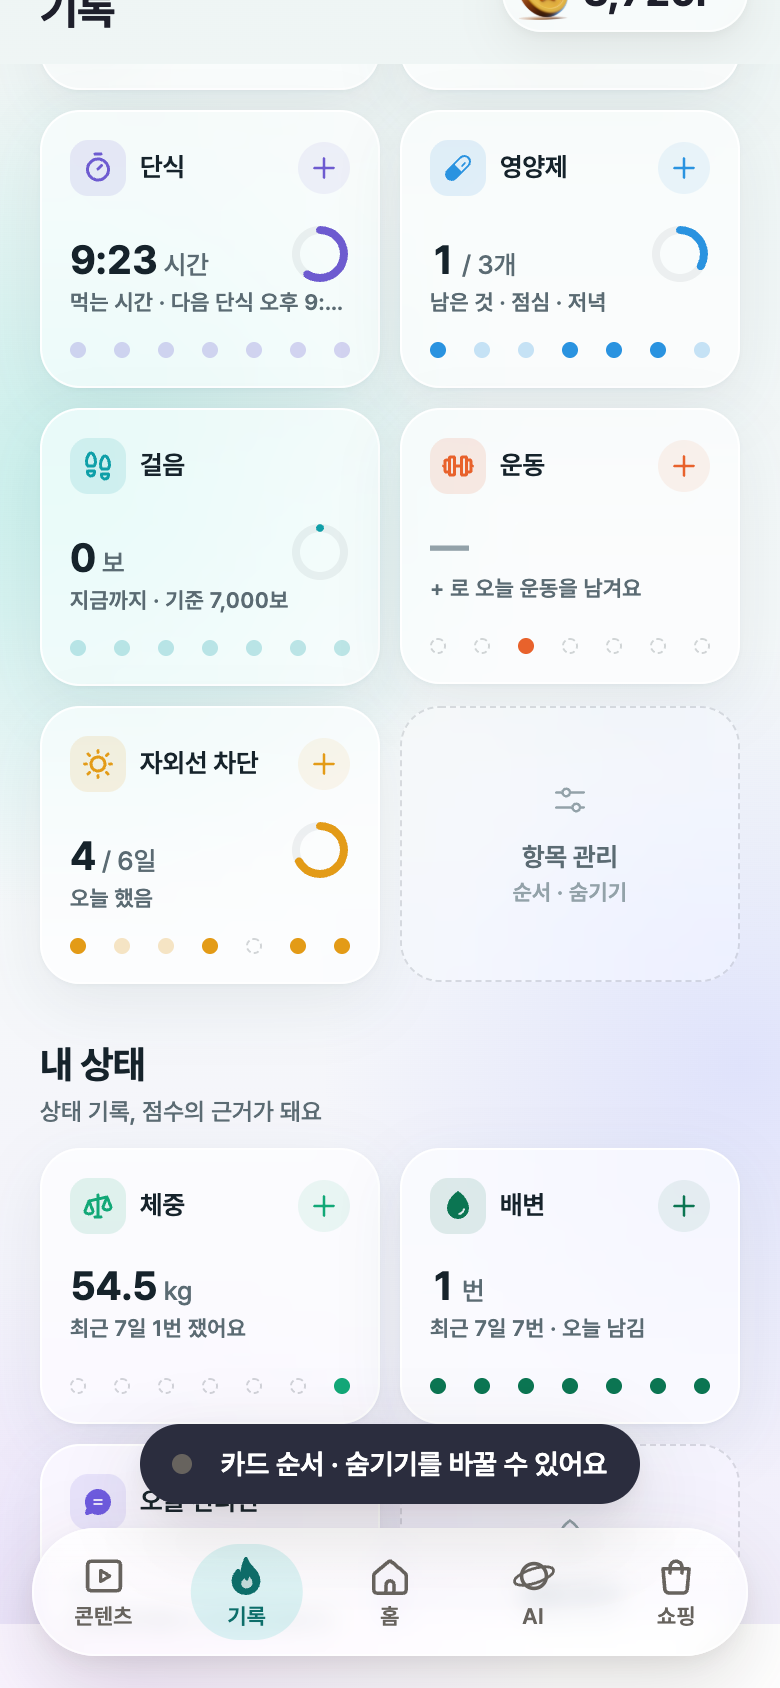 기록
단식
영양제
9:23 시간
1 / 3개
먹는 시간 · 다음 단식 오후 9:...
남은 것 · 점심 · 저녁
걸음
운동
0 보
—
지금까지 · 기준 7,000보
+ 로 오늘 운동을 남겨요
자외선 차단
4 / 6일
오늘 했음
항목 관리
순서 · 숨기기
내 상태
상태 기록, 점수의 근거가 돼요
체중
배변
54.5 kg
1 번
최근 7일 1번 쟀어요
최근 7일 7번 · 오늘 남김
카드 순서 · 숨기기를 바꿀 수 있어요
오늘
콘텐츠
기록
홈
AI
쇼핑